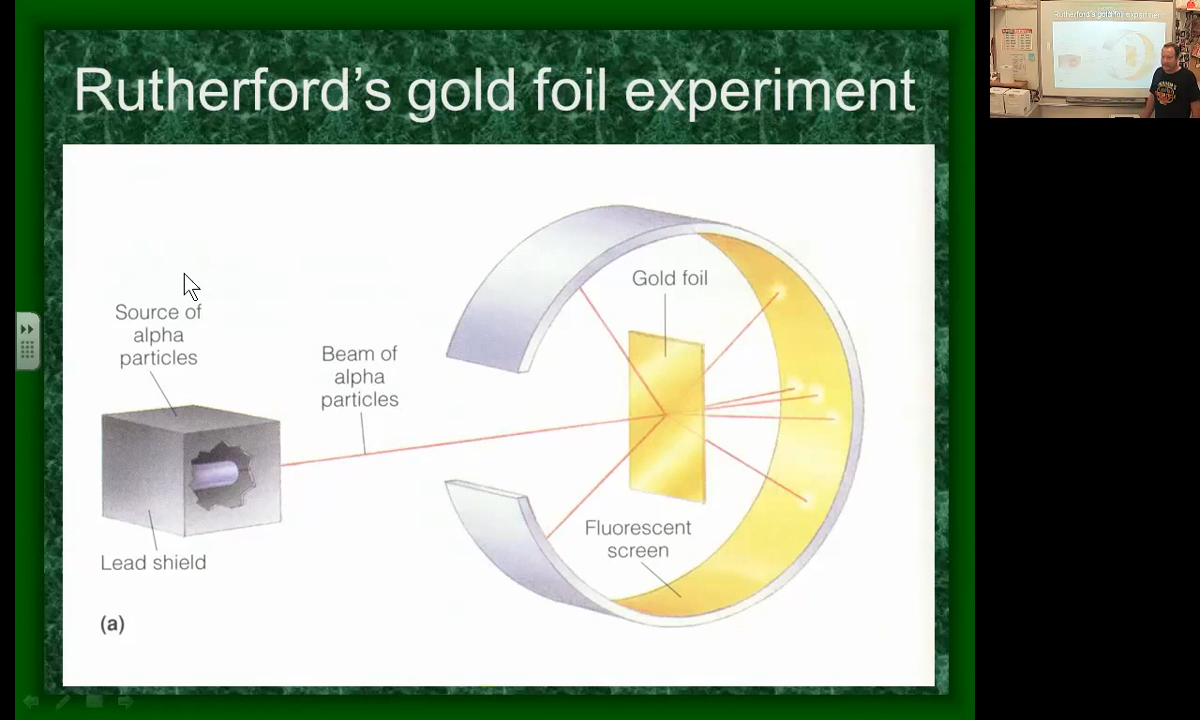 Rutherford's gold foil experiment
Source of
alpha
particles
Beam of
alpha
particles
Gold foil
Fluorescent
screen
Lead shield
(a)
Rutherford's gold foil experiment